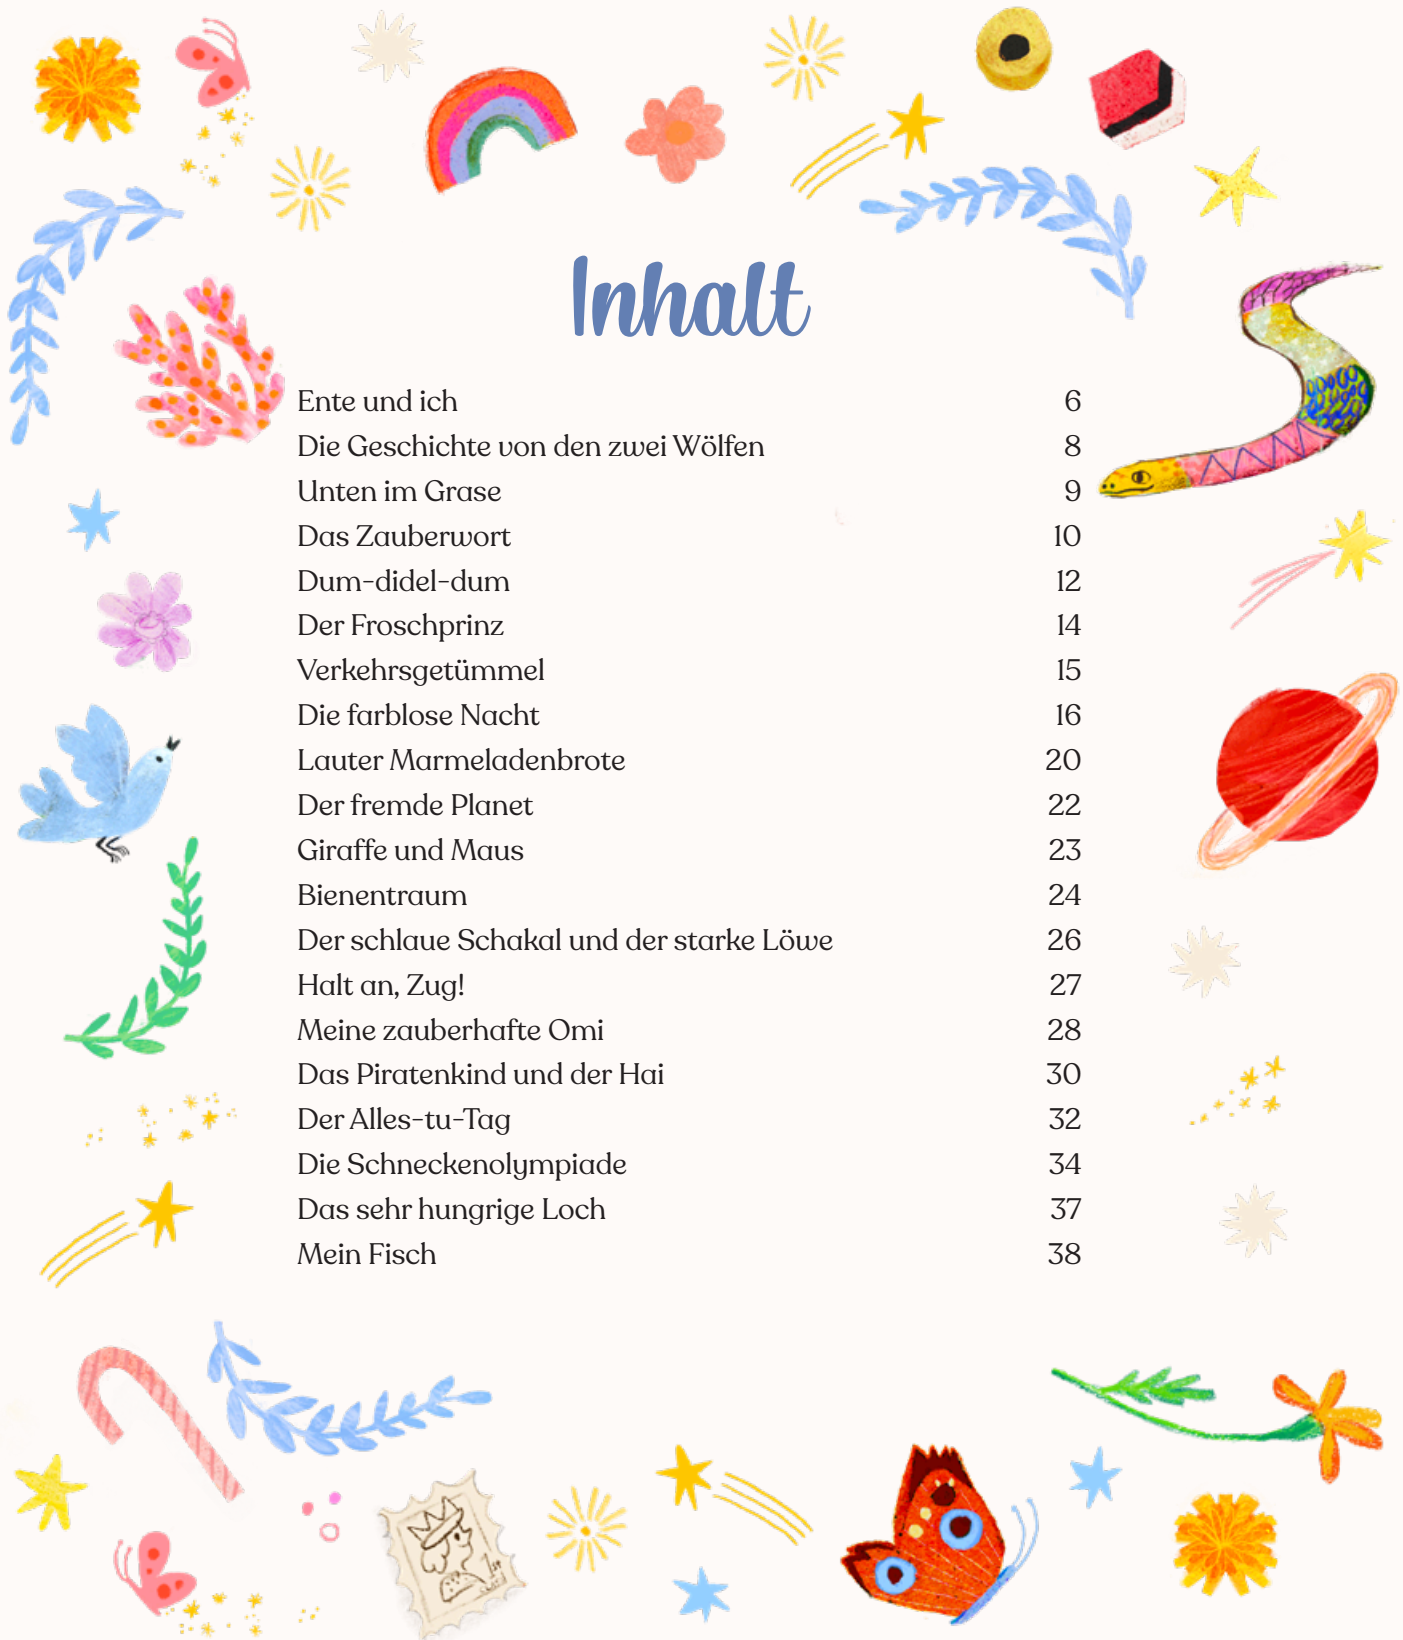 Inhalt
Ente und ich 6
Die Geschichte von den zwei Wölfen 8
Unten im Grase 9
Das Zauberwort 10
Dum-didel-dum 12
Der Froschprinz 14
Verkehrsgetümmel 15
Die farblose Nacht 16
Lauter Marmeladenbrote 20
Der fremde Planet 22
Giraffe und Maus 23
Bienentraum 24
Der schlaue Schakal und der starke Löwe 26
Halt an, Zug! 27
Meine zauberhafte Omi 28
Das Piratenkind und der Hai 30
Der Alles-tu-Tag 32
Die Schneckenolympiade 34
Das sehr hungrige Loch 37
Mein Fisch 38